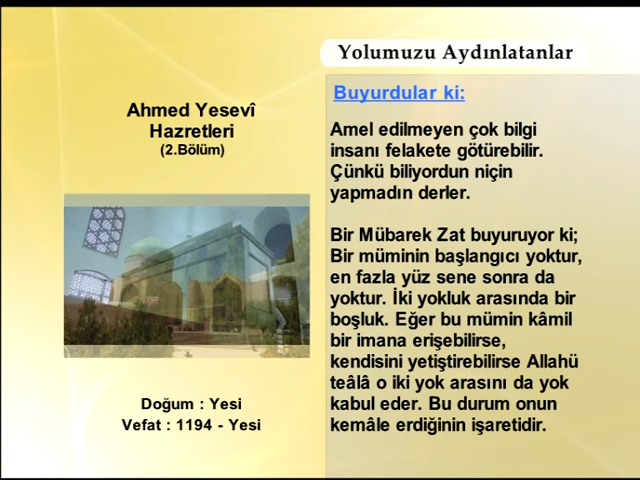 Yolumuzu Aydınlatanlar
Ahmed Yesevî
Hazretleri
(2.Bölüm)
Doğum : Yesi
Vefat : 1194 - Yesi
Buyurdular ki:
Amel edilmeyen çok bilgi
insanı felakete götürebilir.
Çünkü biliyordun niçin
yapmadın derler.
Bir Mübarek Zat buyuruyor ki;
Bir müminin başlangıcı yoktur,
en fazla yüz sene sonra da
yoktur. İki yokluk arasında bir
boşluk. Eğer bu mümin kâmil
bir imana erişebilirse,
kendisini yetiştirebilirse Allahü
teâlâ o iki yok arasını da yok
kabul eder. Bu durum onun
kemâle erdiğinin işaretidir.